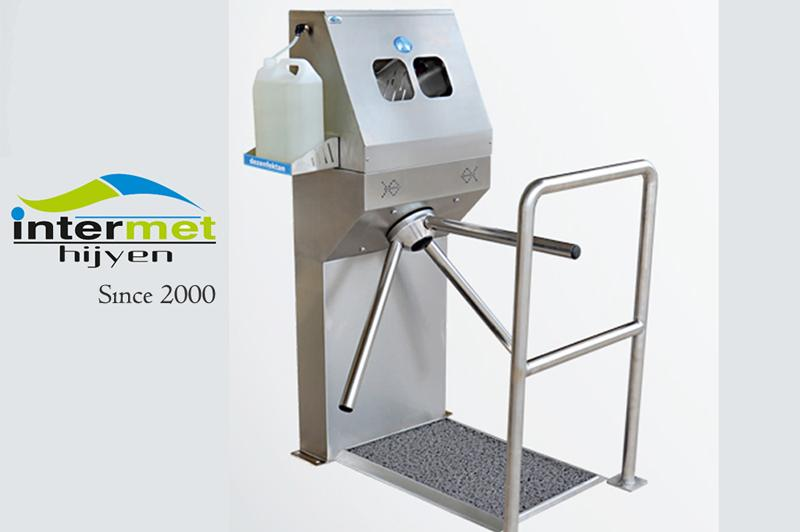 intermet
hijyen
Since 2000
dezenfektan